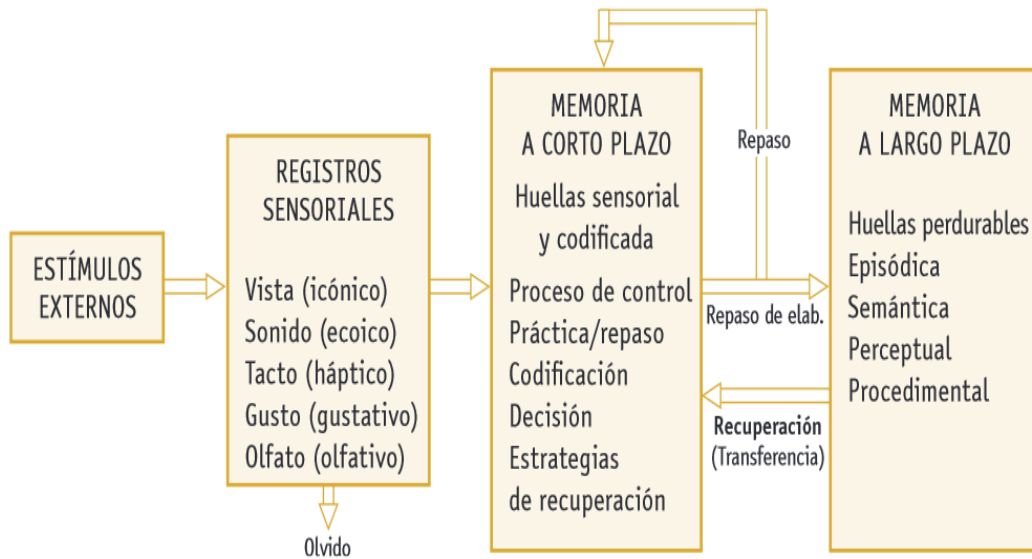 ESTÍMULOS
EXTERNOS
REGISTROS
SENSORIALES
Vista (icónico)
Sonido (ecoico)
Tacto (háptico)
Gusto (gustativo)
Olfato (olfativo)
Olvido
MEMORIA
A CORTO PLAZO
Huellas sensorial
y codificada
Proceso de control
Práctica/repaso
Codificación
Decisión
Estrategias
de recuperación
Repaso
Repaso de elab.
Recuperación
(Transferencia)
MEMORIA
A LARGO PLAZO
Huellas perdurables
Episódica
Semántica
Perceptual
Procedimental